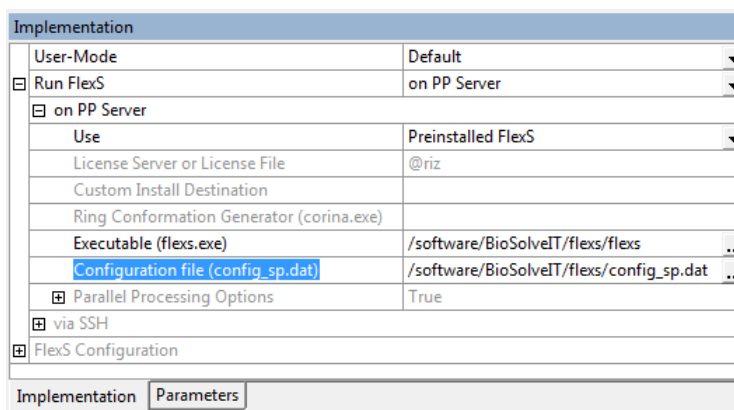 Implementation
User-Mode Default
Run FlexS on PP Server
on PP Server
Use Preinstalled FlexS
License Server or License File @riz
Custom Install Destination
Ring Conformation Generator (corina.exe)
Executable (flexs.exe) /software/BioSolveIT/flexs/flexs ..
Configuration file (config_sp.dat) /software/BioSolveIT/flexs/config_sp.dat ..
Parallel Processing Options True
via SSH
FlexS Configuration
Implementation Parameters